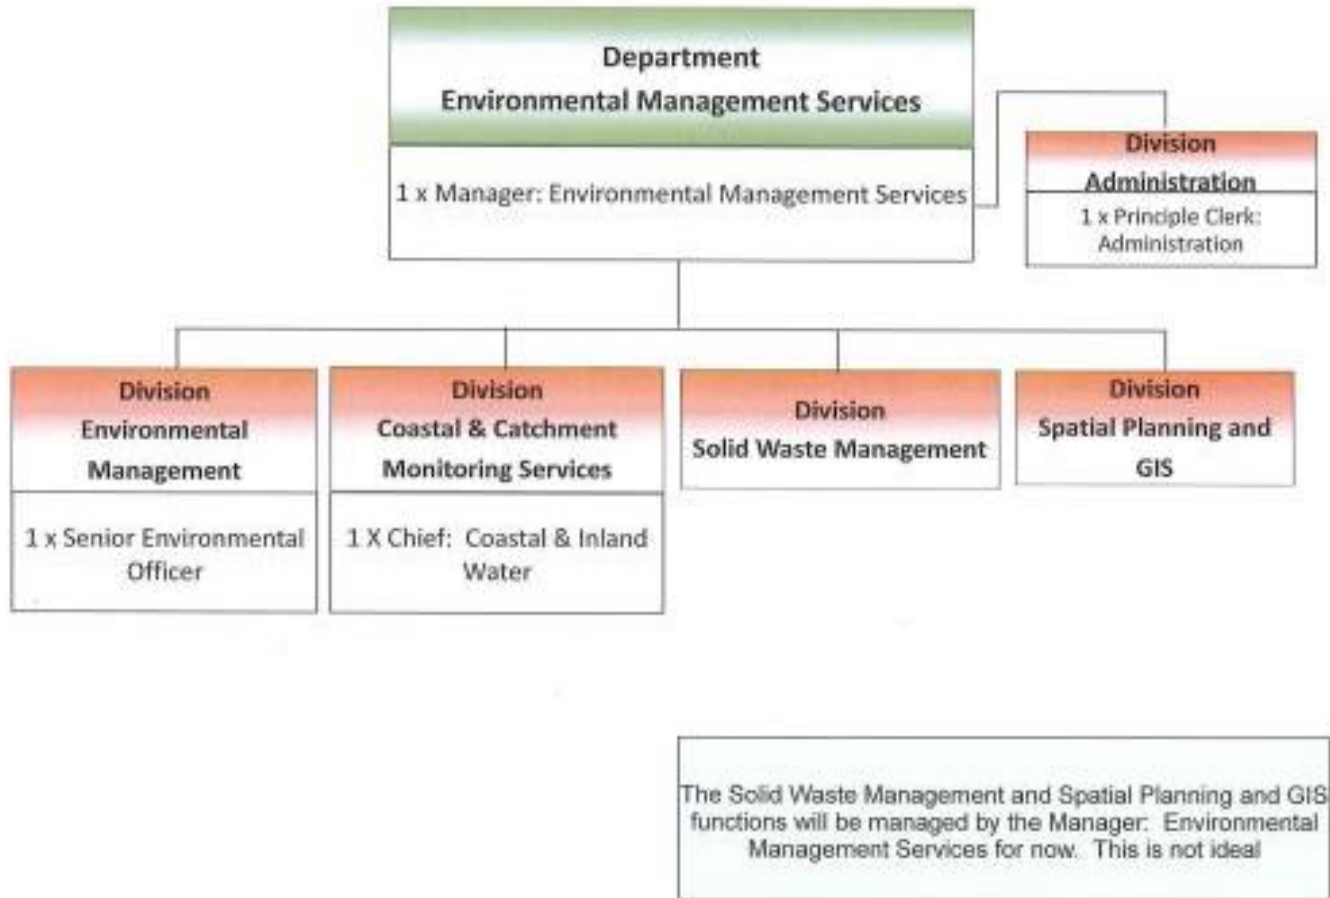 Department
Environmental Management Services
1 x Manager: Environmental Management Services
Division
Administration
1 x Principle Clerk:
Administration
Division
Environmental
Management
1 x Senior Environmental
Officer
Division
Coastal & Catchment
Monitoring Services
1 X Chief: Coastal & Inland
Water
Division
Solid Waste Management
Division
Spatial Planning and
GIS
The Solid Waste Management and Spatial Planning and GIS
functions will be managed by the Manager: Environmental
Management Services for now. This is not ideal